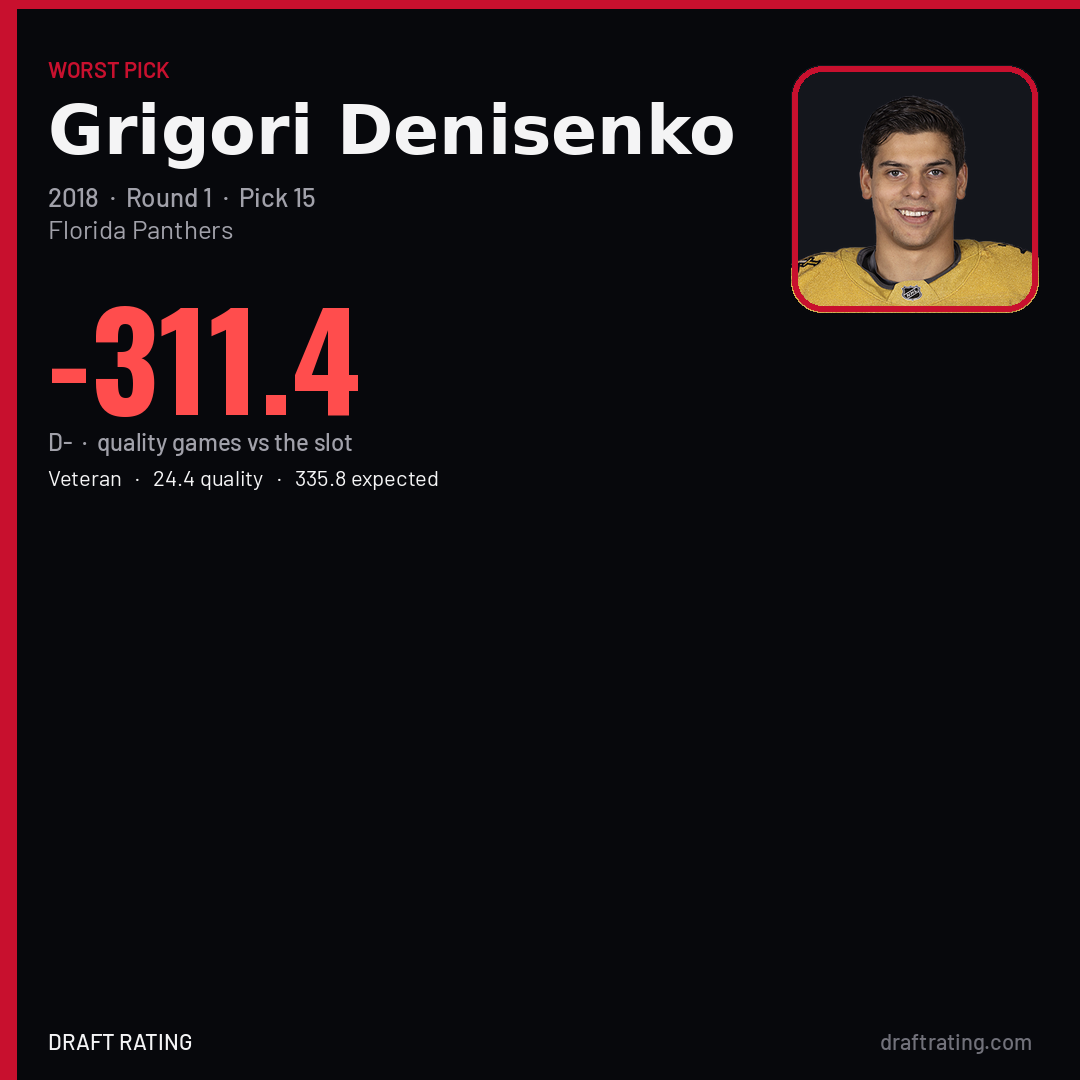 WORST PICK
Grigori Denisenko
2018 · Round 1 · Pick 15
Florida Panthers
-311.4
D- · quality games vs the slot
Veteran · 24.4 quality · 335.8 expected
DRAFT RATING
draftrating.com